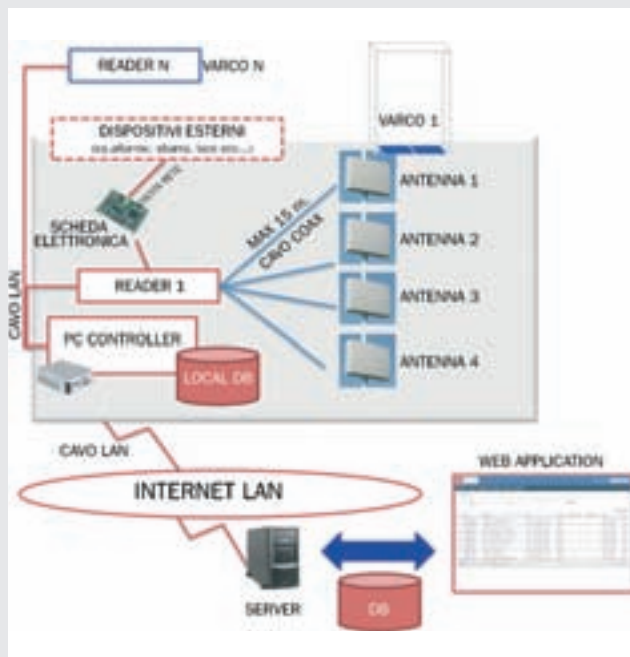 READER N
VARCO N
VARCO 1
DISPOSITIVI ESTERNI
ANTENNA 1
MAX 15 m.
CAVO COAX
SCHEDA
ELETTRONICA
ANTENNA 2
READER 1
ANTENNA 3
CAVO LAN
PC CONTROLLER
ANTENNA 4
LOCAL DB
CAVO LAN
WEB APPLICATION
INTERNET LAN
SERVER
DB